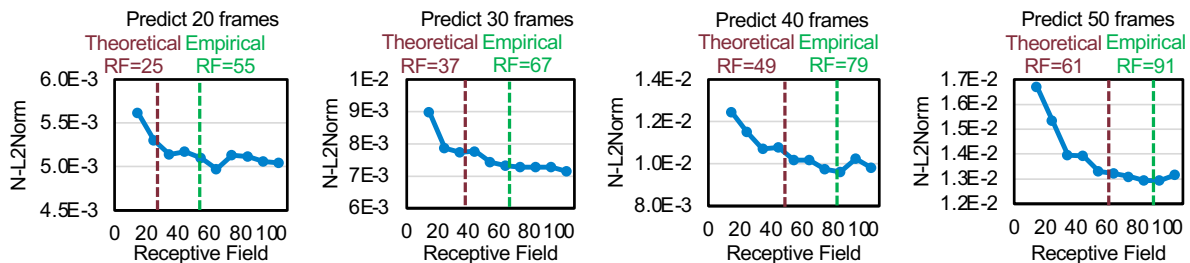 Predict 20 frames
Theoretical Empirical
RF=25 RF=55
6.0E-3
5.5E-3
5.0E-3
4.5E-3
N-L2Norm
0 20 40 60 80 100
Receptive Field
Predict 30 frames
Theoretical Empirical
RF=37 RF=67
1E-2
9E-3
8E-3
7E-3
6E-3
N-L2Norm
0 20 40 60 80 100
Receptive Field
Predict 40 frames
Theoretical Empirical
RF=49 RF=79
1.4E-2
1.2E-2
1.0E-2
8.0E-3
N-L2Norm
0 20 40 60 80 100
Receptive Field
Predict 50 frames
Theoretical Empirical
RF=61 RF=91
1.7E-2
1.6E-2
1.5E-2
1.4E-2
1.3E-2
1.2E-2
N-L2Norm
0 20 40 60 80 100
Receptive Field